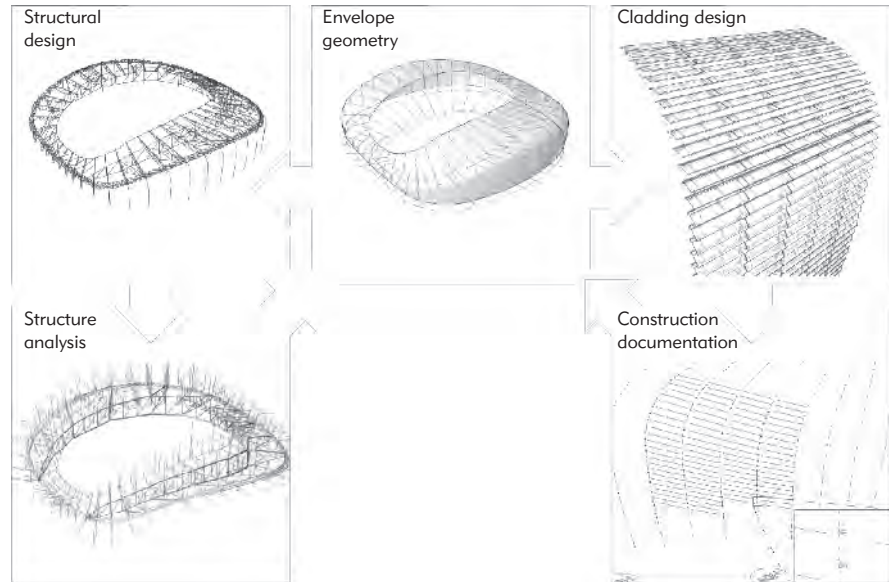 Structural
design
Envelope
geometry
Cladding design
Structure
analysis
Construction
documentation